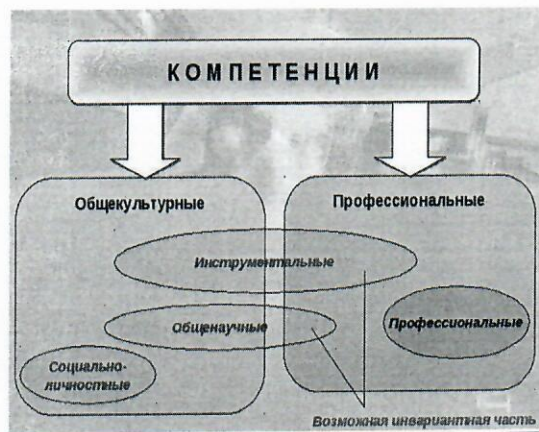 КОМПЕТЕНЦИИ
Общекультурные
Профессиональные
Инструментальные
Общенаучные
Профессиональные
Социально-
личностные
Возможная инвариантная часть